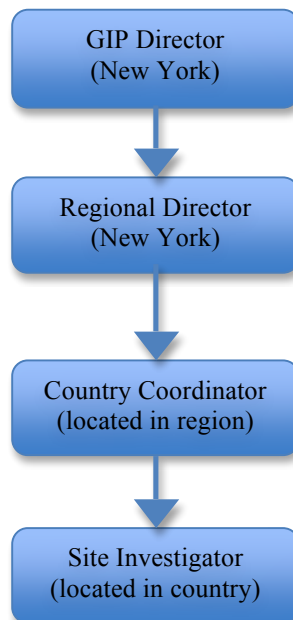 GIP Director
(New York)
Regional Director
(New York)
Country Coordinator
(located in region)
Site Investigator
(located in country)